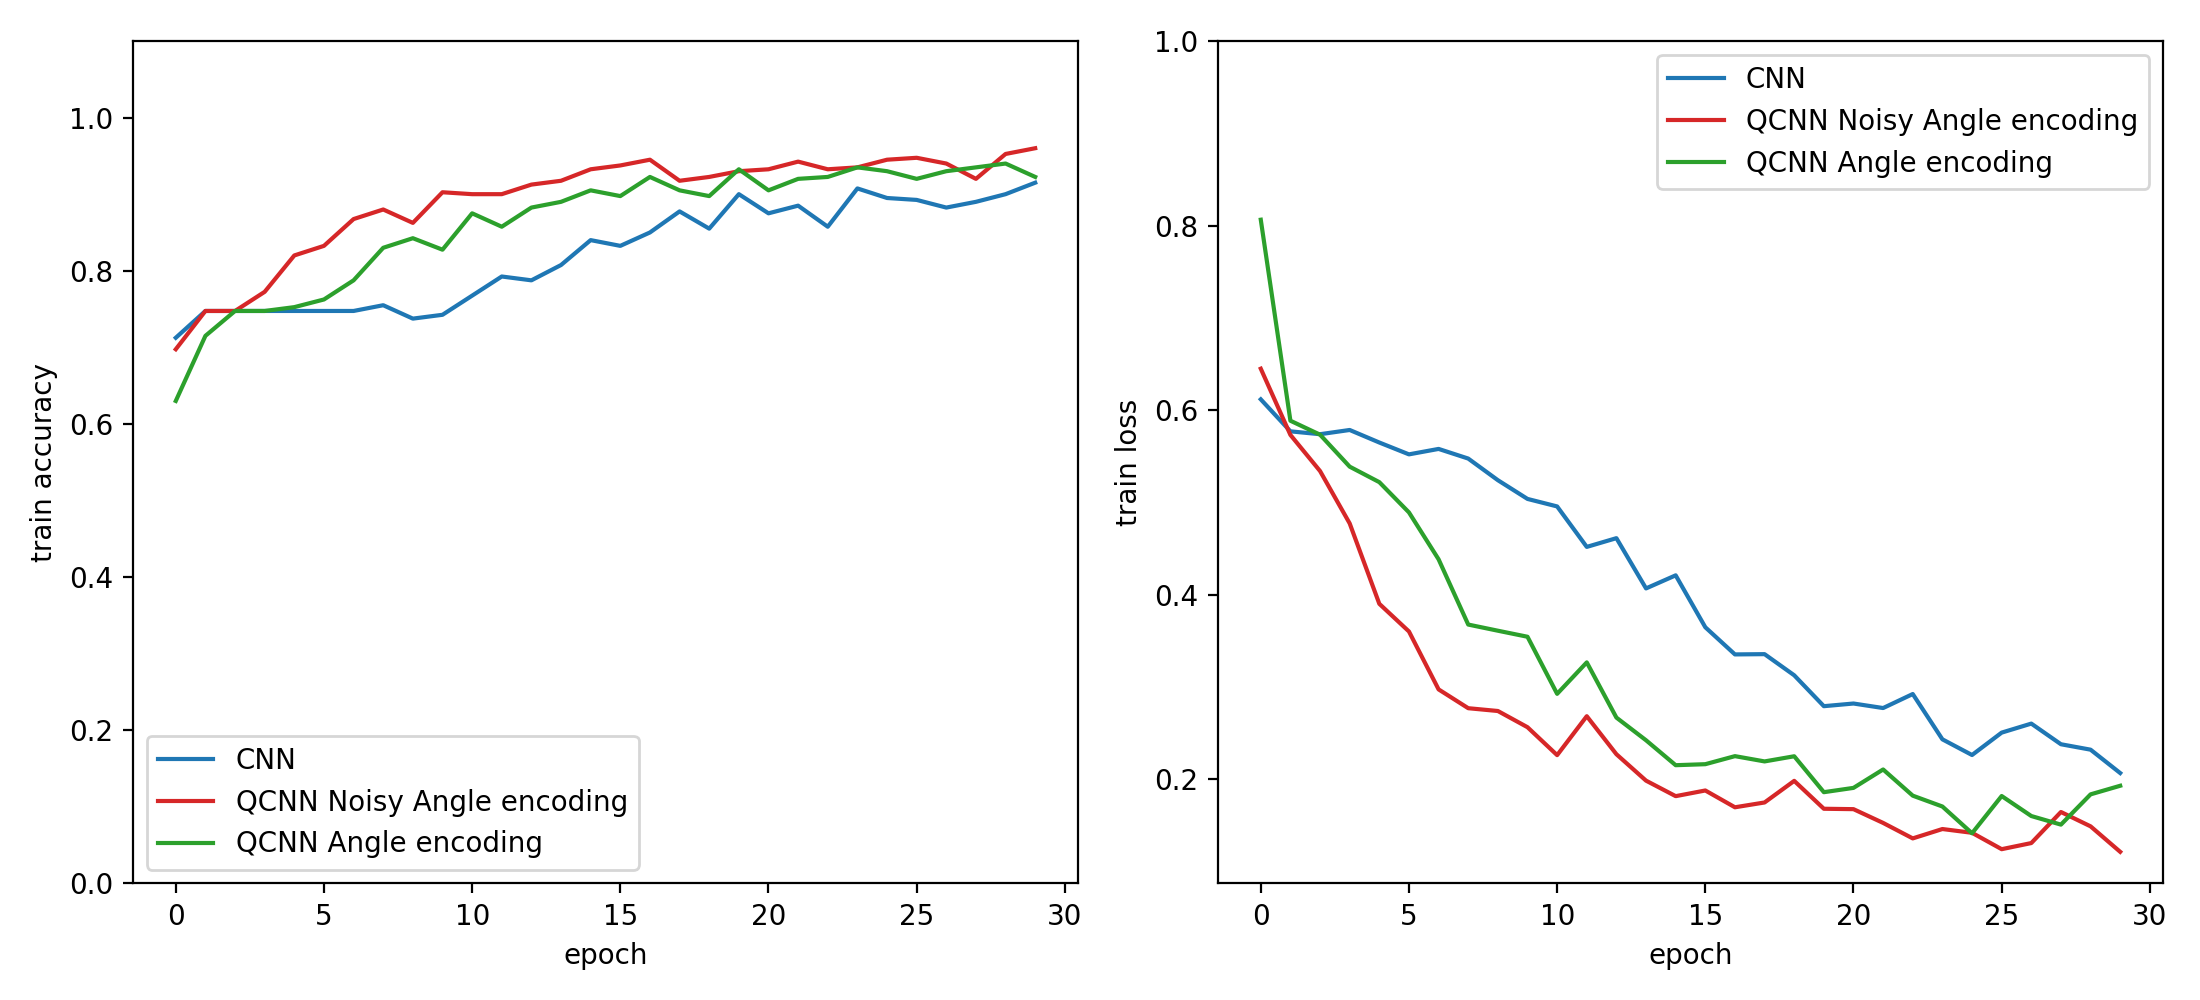 train accuracy
1.0
0.8
0.6
0.4
0.2
0.0
CNN
QCNN Noisy Angle encoding
QCNN Angle encoding
0 5 10 15 20 25 30
epoch
train loss
1.0
0.8
0.6
0.4
0.2
CNN
QCNN Noisy Angle encoding
QCNN Angle encoding
0 5 10 15 20 25 30
epoch